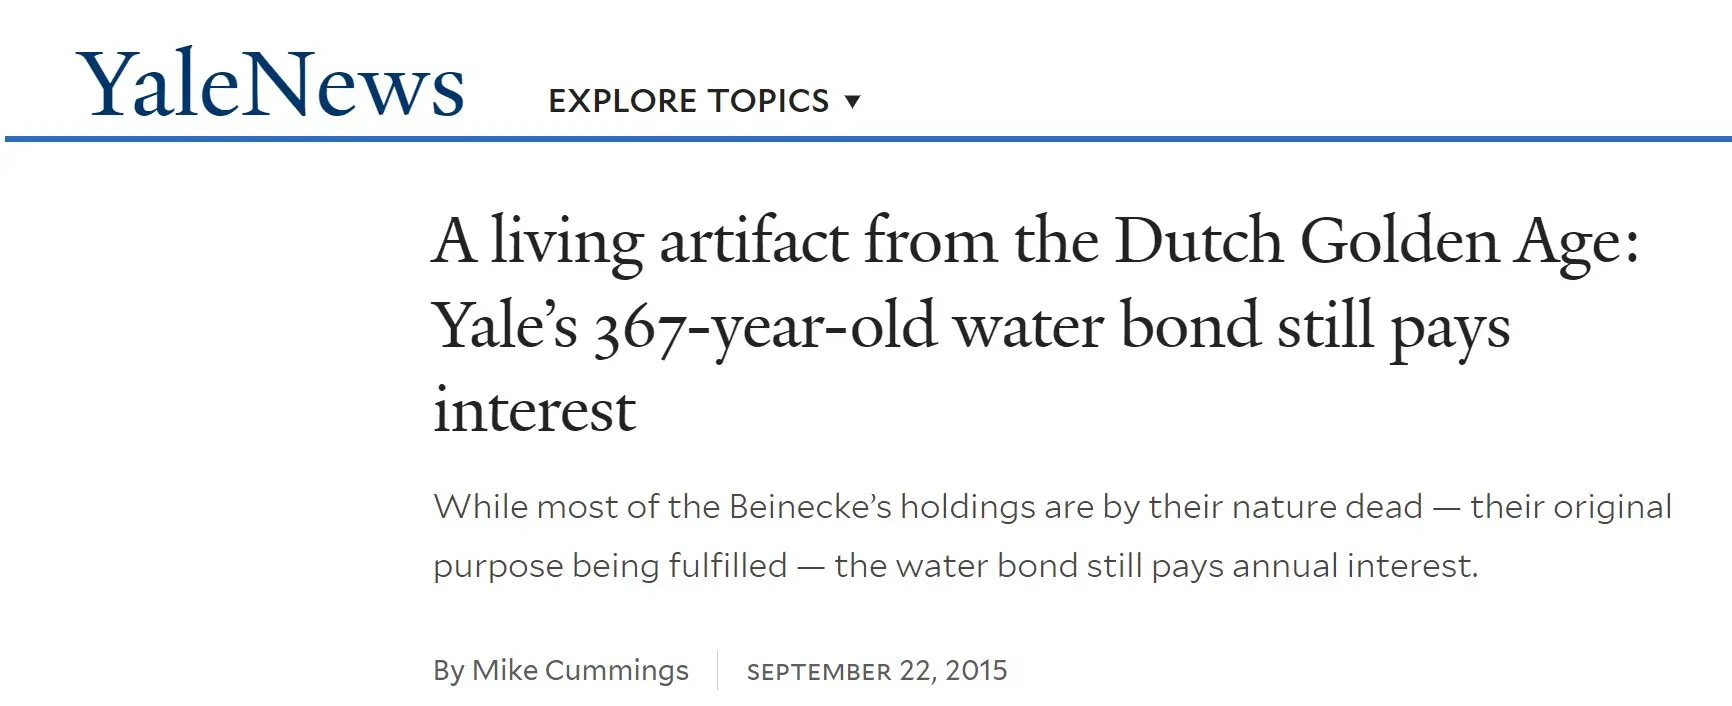 YaleNews
EXPLORE TOPICS ▼
A living artifact from the Dutch Golden Age:
Yale’s 367-year-old water bond still pays
interest
While most of the Beinecke’s holdings are by their nature dead — their original
purpose being fulfilled — the water bond still pays annual interest.
By Mike Cummings
SEPTEMBER 22, 2015